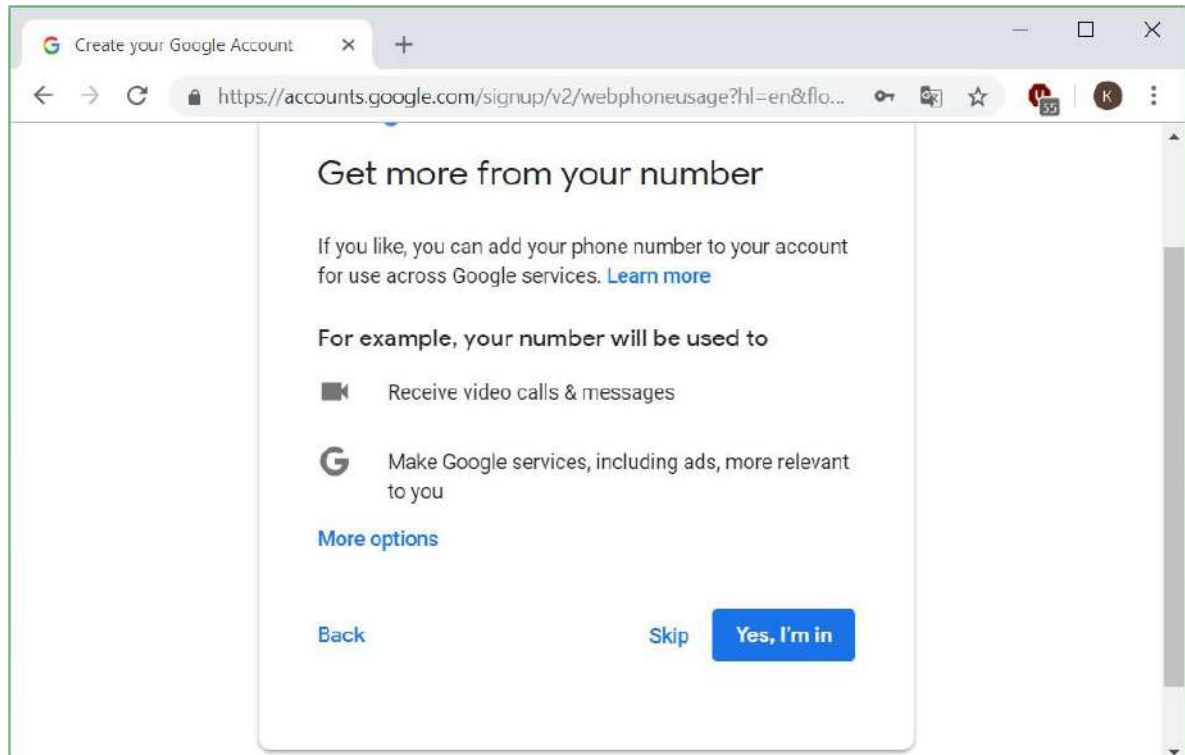 Create your Google Account
https://accounts.google.com/signup/v2/webphoneusage?hl=en&flo...
55
K
Get more from your number
If you like, you can add your phone number to your account
for use across Google services. Learn more
For example, your number will be used to
Receive video calls & messages
G Make Google services, including ads, more relevant
to you
More options
Back Skip Yes, I'm in